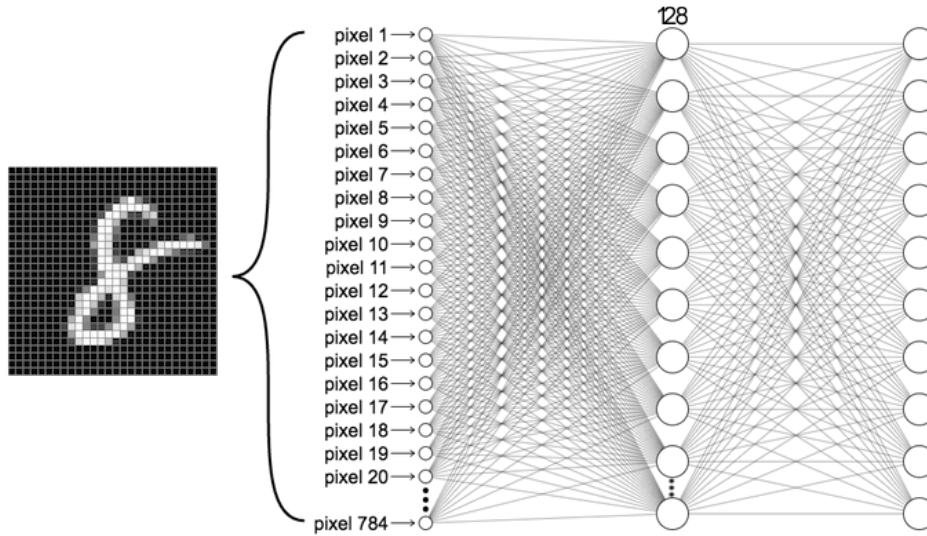 128
pixel 1
pixel 2
pixel 3
pixel 4
pixel 5
pixel 6
pixel 7
pixel 8
pixel 9
pixel 10
pixel 11
pixel 12
pixel 13
pixel 14
pixel 15
pixel 16
pixel 17
pixel 18
pixel 19
pixel 20
pixel 784